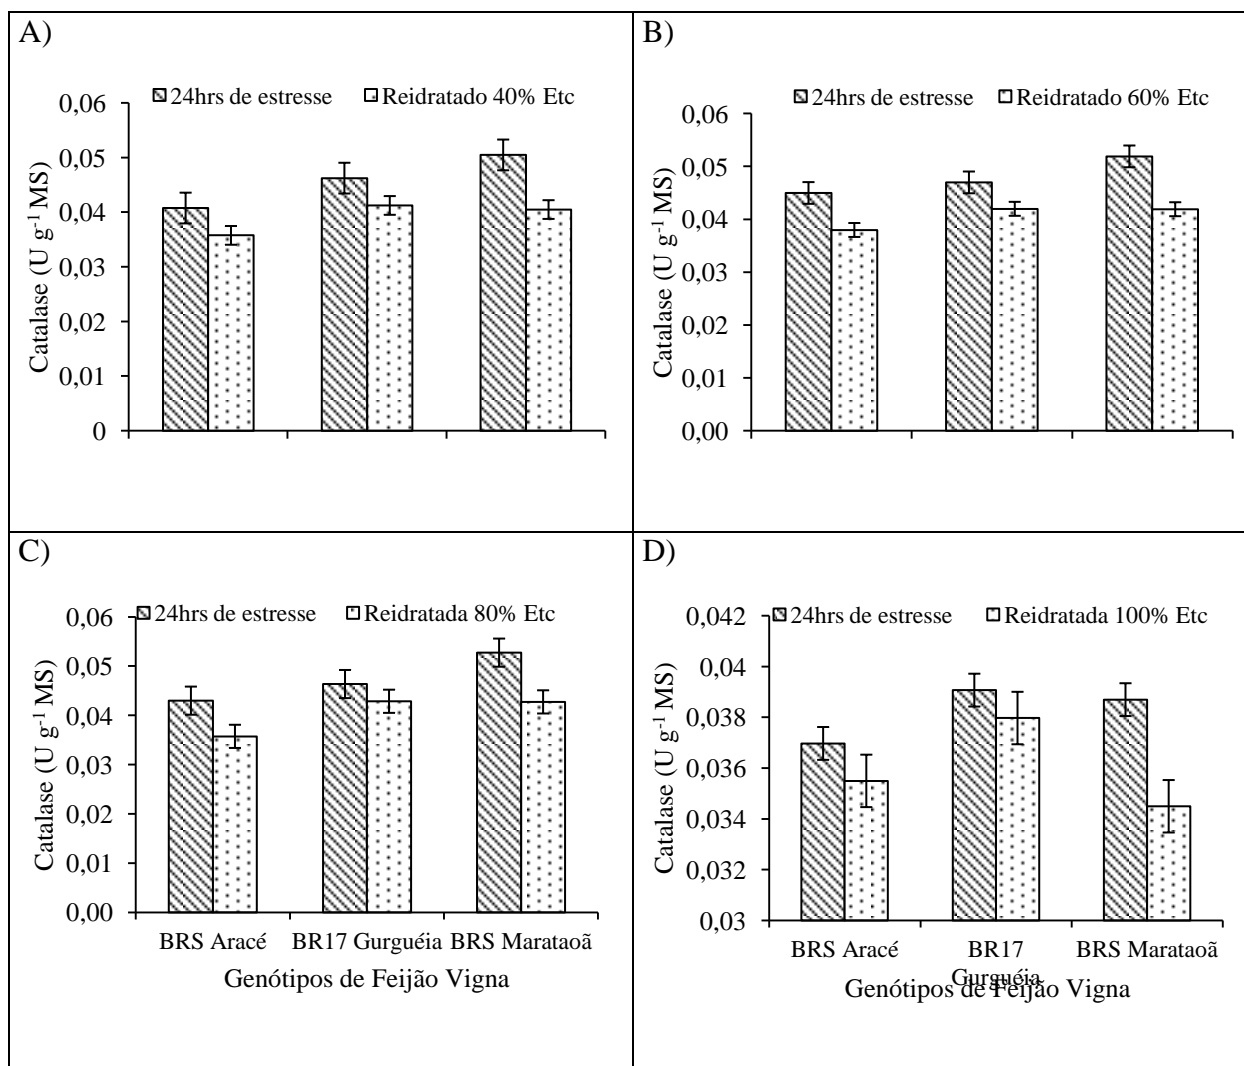 A)
24hrs de estresse Reidratado 40% Etc
0,06
0,05
0,04
0,03
0,02
0,01
0
Catalase (U g⁻¹ MS)
B)
24hrs de estresse Reidratado 60% Etc
0,06
0,05
0,04
0,03
0,02
0,01
0,00
Catalase (U g⁻¹ MS)
C)
24hrs de estresse Reidratada 80% Etc
0,06
0,05
0,04
0,03
0,02
0,01
0,00
Catalase (U g⁻¹ MS)
BRS Aracé BR17 Gurguéia BRS Marataoã
Genótipos de Feijão Vigna
D)
24hrs de estresse Reidratada 100% Etc
0,042
0,04
0,038
0,036
0,034
0,032
0,03
Catalase (U g⁻¹ MS)
BRS Aracé BR17 BRS Marataoã
Gurguéia
Genótipos de Feijão Vigna